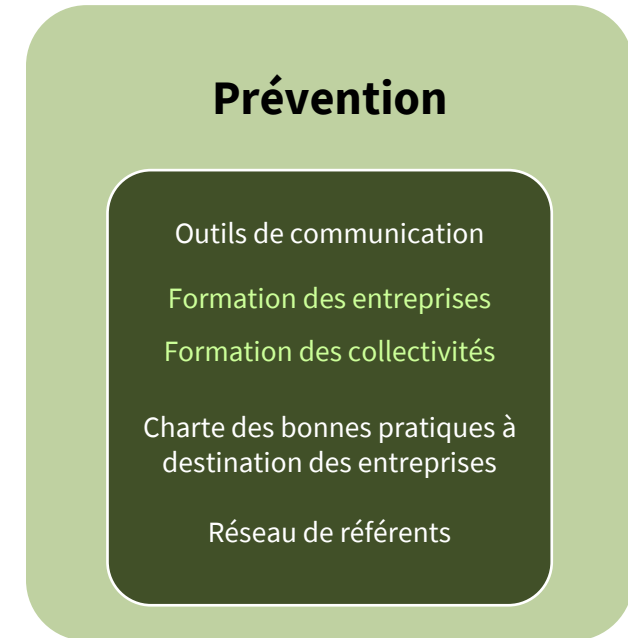 Prévention
Outils de communication
Formation des entreprises
Formation des collectivités
Charte des bonnes pratiques à
destination des entreprises
Réseau de référents